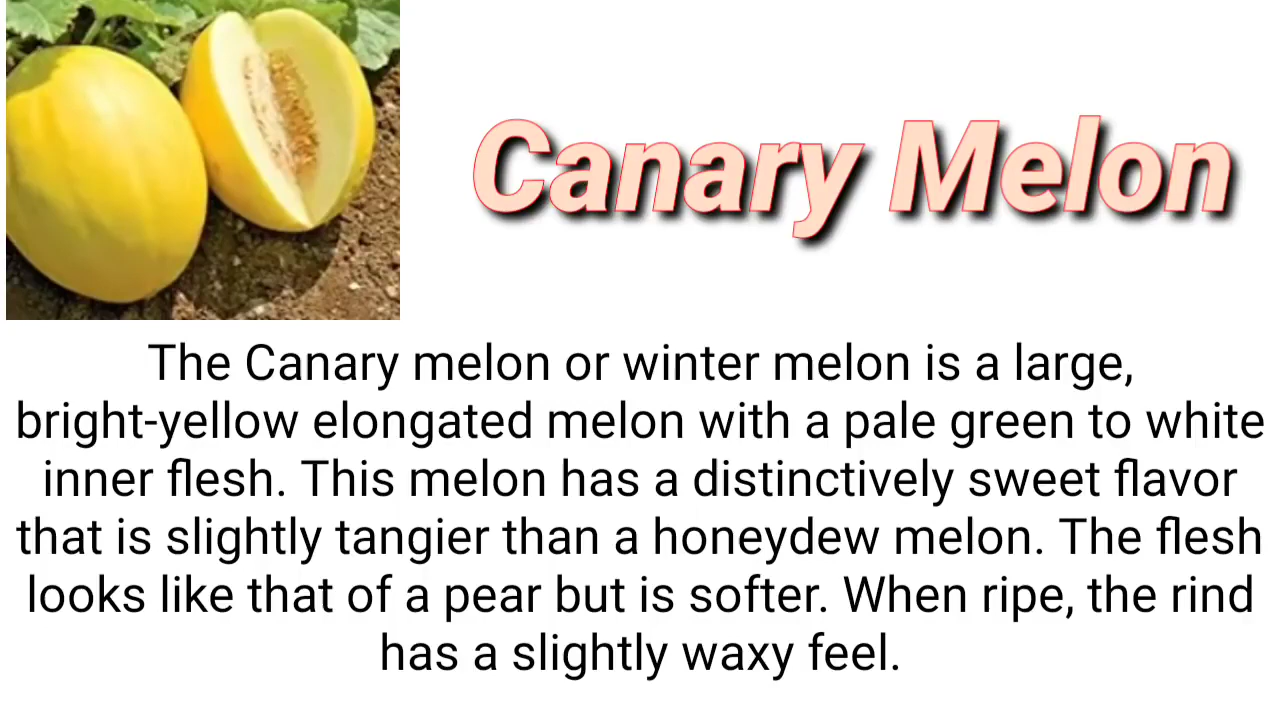 Canary Melon
The Canary melon or winter melon is a large,
bright-yellow elongated melon with a pale green to white
inner flesh. This melon has a distinctively sweet flavor
that is slightly tangier than a honeydew melon. The flesh
looks like that of a pear but is softer. When ripe, the rind
has a slightly waxy feel.